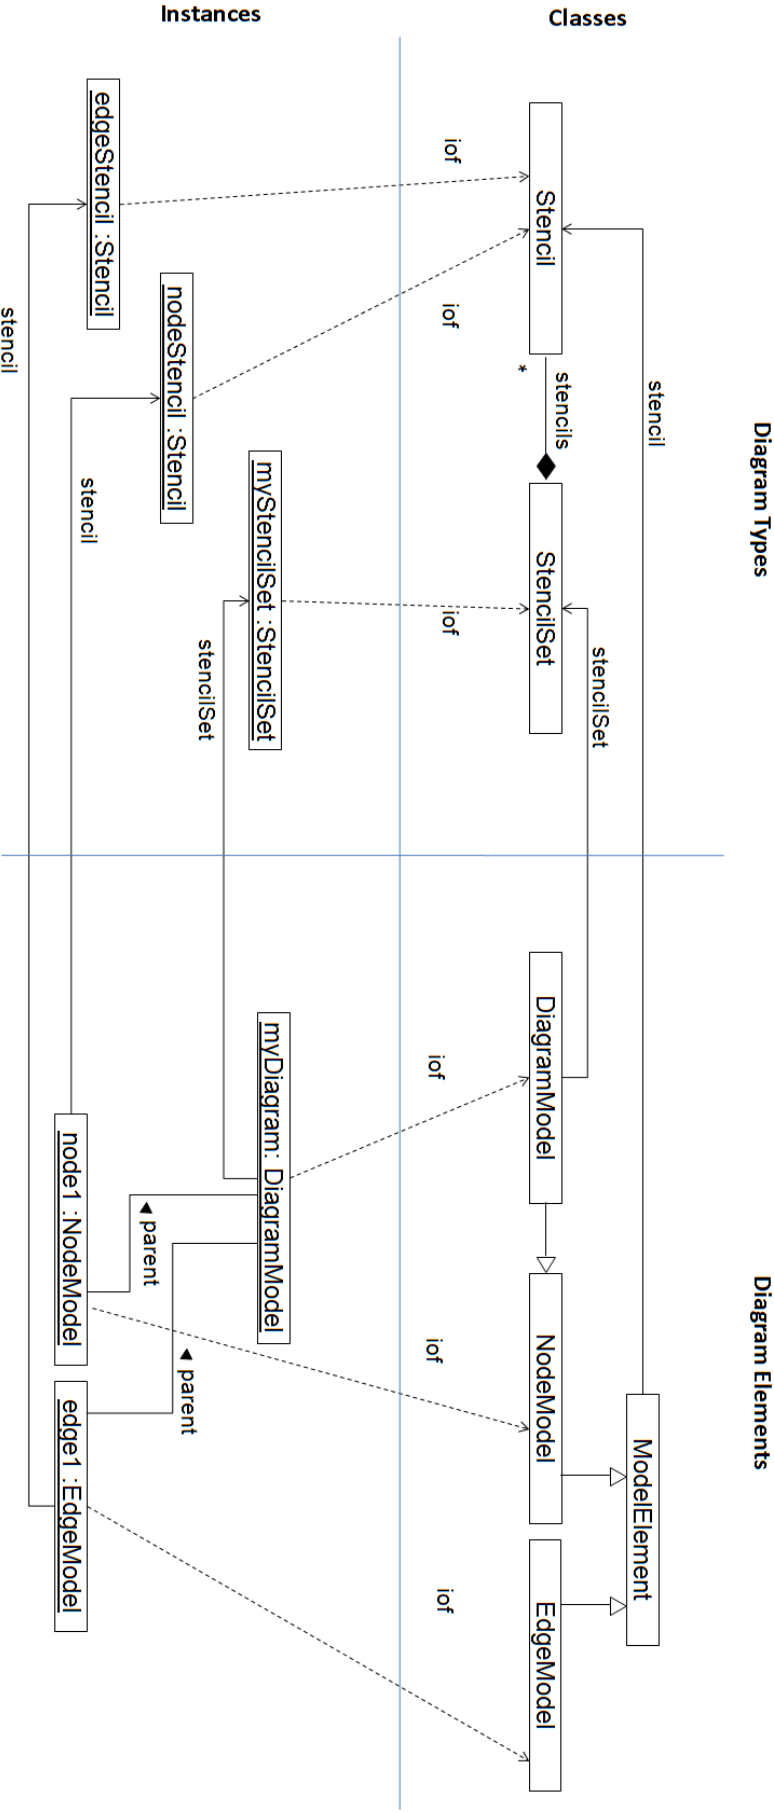 Instances
Classes
Diagram Types
Diagram Elements
ModelElement
stencil
stencilSet
Stencil
stencils
*
StencilSet
DiagramModel
NodeModel
EdgeModel
iof
iof
iof
iof
iof
iof
edgeStencil :Stencil
nodeStencil :Stencil
myStencilSet :StencilSet
myDiagram: DiagramModel
stencilSet
parent
parent
stencil
node1 :NodeModel
edge1 :EdgeModel
stencil